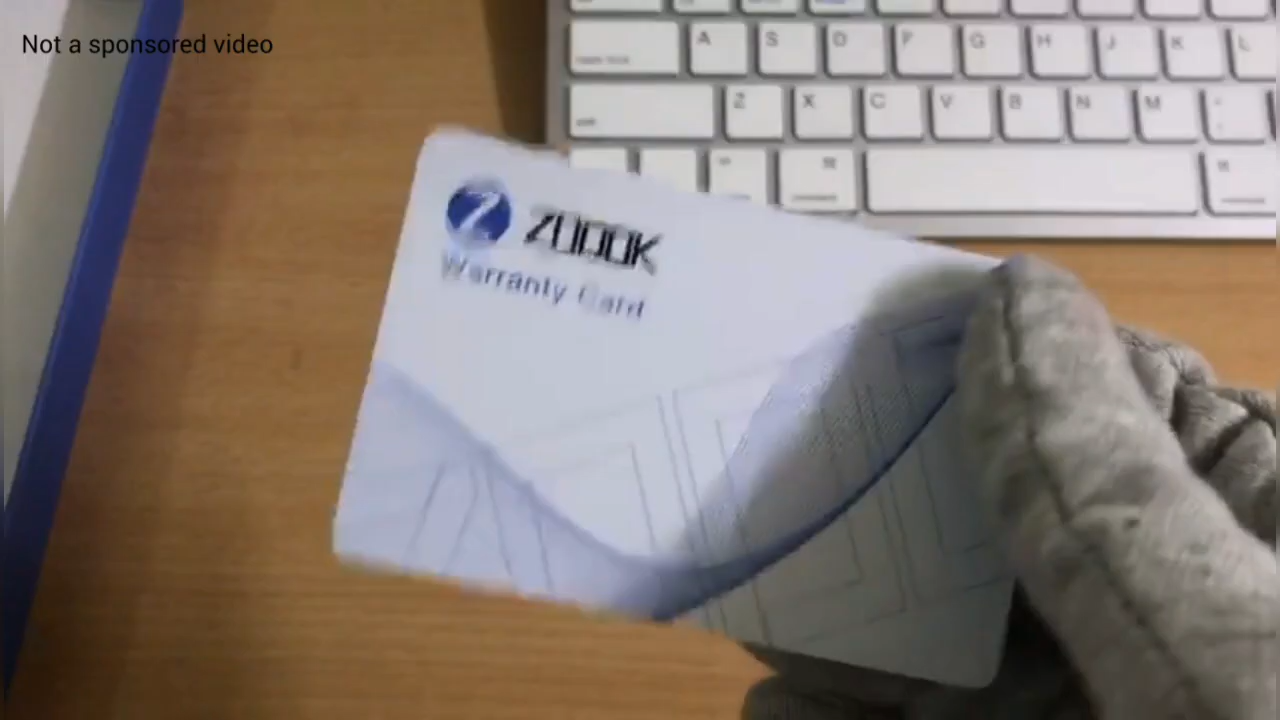 Not a sponsored video
A S D F G H J K L
Z X C V B N M
ZOOOK
Warranty Card